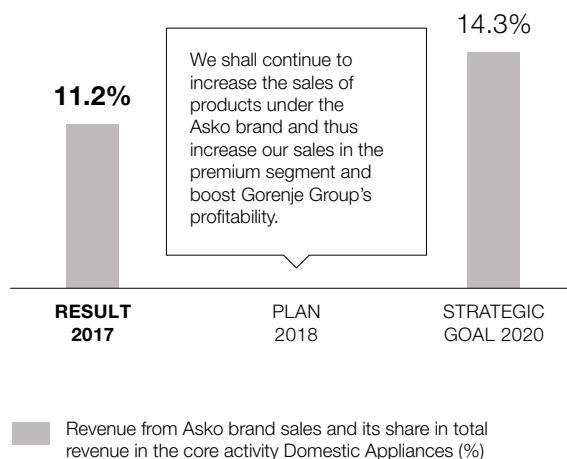 14.3%
11.2%
We shall continue to
increase the sales of
products under the
Asko brand and thus
increase our sales in the
premium segment and
boost Gorenje Group’s
profitability.
RESULT
2017
PLAN
2018
STRATEGIC
GOAL 2020
Revenue from Asko brand sales and its share in total
revenue in the core activity Domestic Appliances (%)